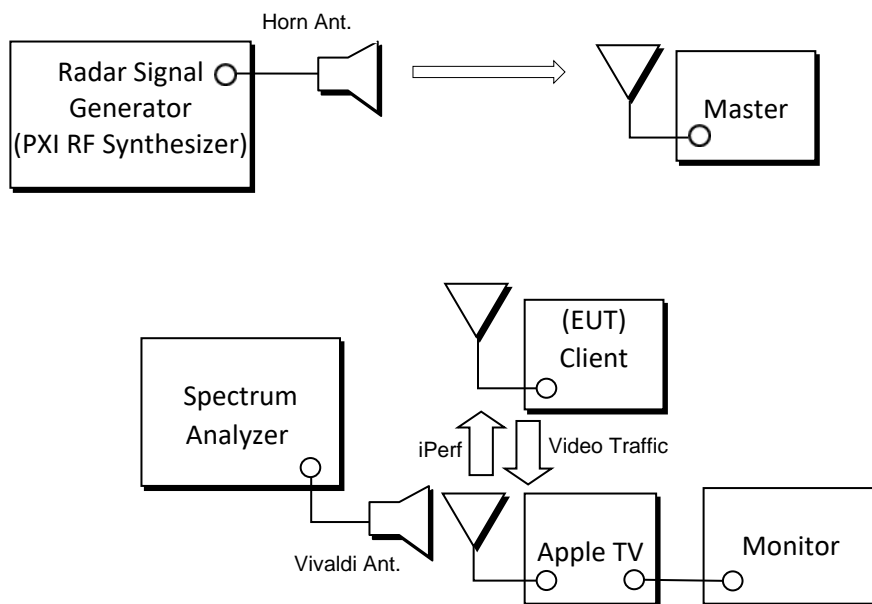 Horn Ant.
Radar Signal
Generator
(PXI RF Synthesizer)
Master
(EUT)
Client
Spectrum
Analyzer
iPerf
Video Traffic
Vivaldi Ant.
Apple TV
Monitor